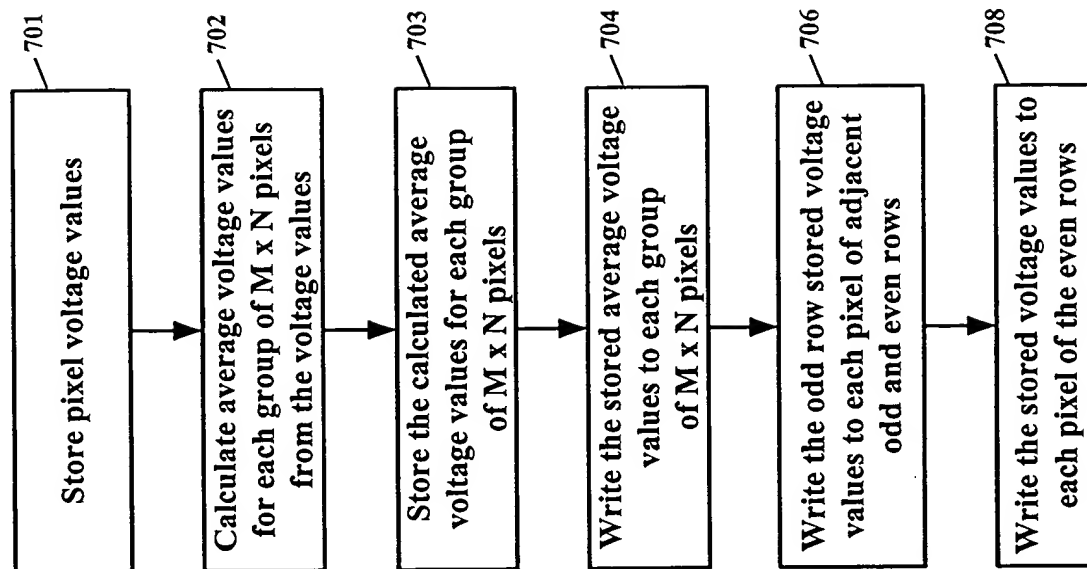 701
Store pixel voltage values
702
Calculate average voltage values
for each group of M x N pixels
from the voltage values
703
Store the calculated average
voltage values for each group
of M x N pixels
704
Write the stored average voltage
values to each group
of M x N pixels
706
Write the odd row stored voltage
values to each pixel of adjacent
odd and even rows
708
Write the stored voltage values to
each pixel of the even rows